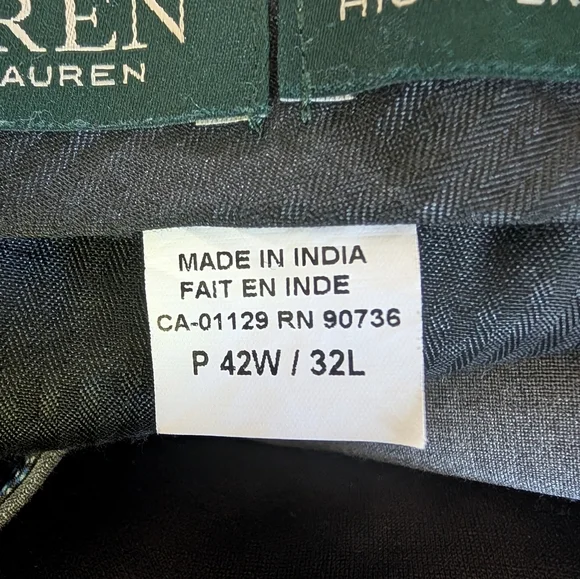 REN
AUREN
MADE IN INDIA
FAIT EN INDE
CA-01129 RN 90736
P 42W / 32L